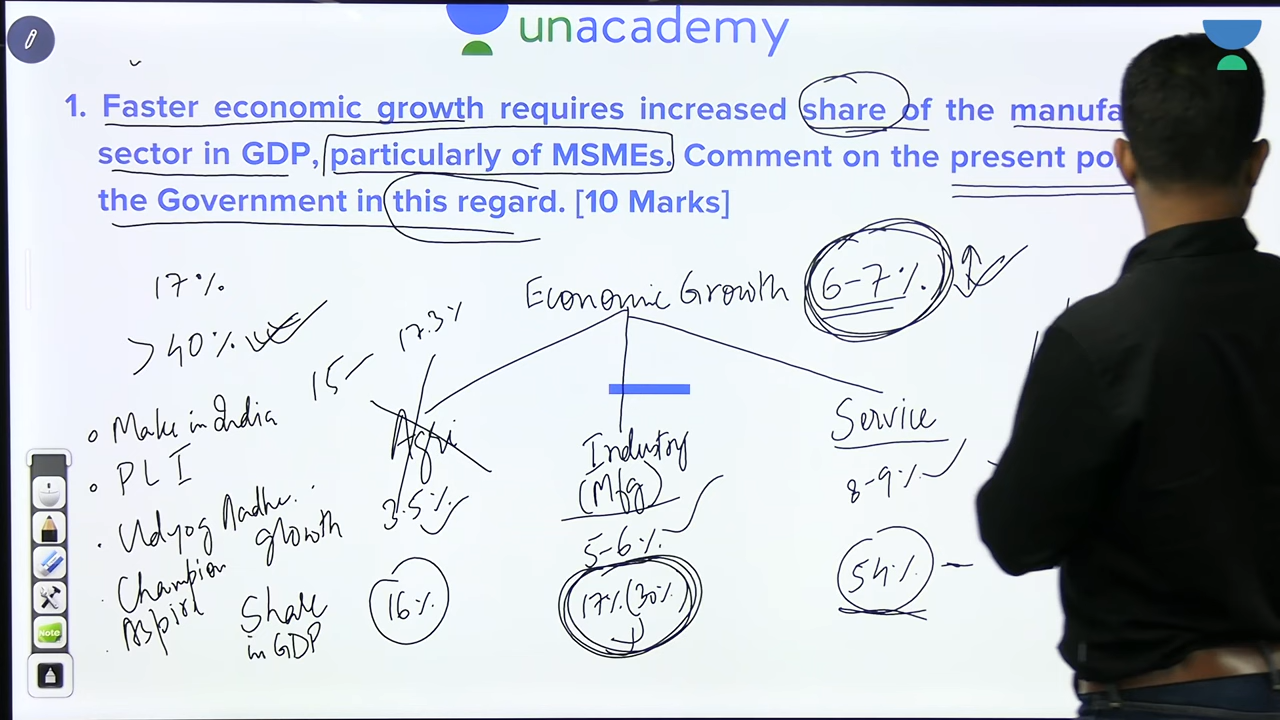 unacademy
1. Faster economic growth requires increased share of the manufa
sector in GDP, particularly of MSMEs. Comment on the present po
the Government in this regard. [10 Marks]
17%
>40%
Economic Growth 6-7%
15
17.3%
Make in India
PLI
Udyog Aadhe.
Champion
Aspire
Agri
3.5%
Industry
(Mfg)
5-6%
Service
8-9%
growth
Share
in GDP
16%
17% (30%)
54%
Note